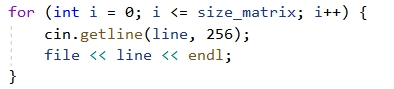 for (int i = 0; i <= size_matrix; i++) {
    cin.getline(line, 256);
    file << line << endl;
}